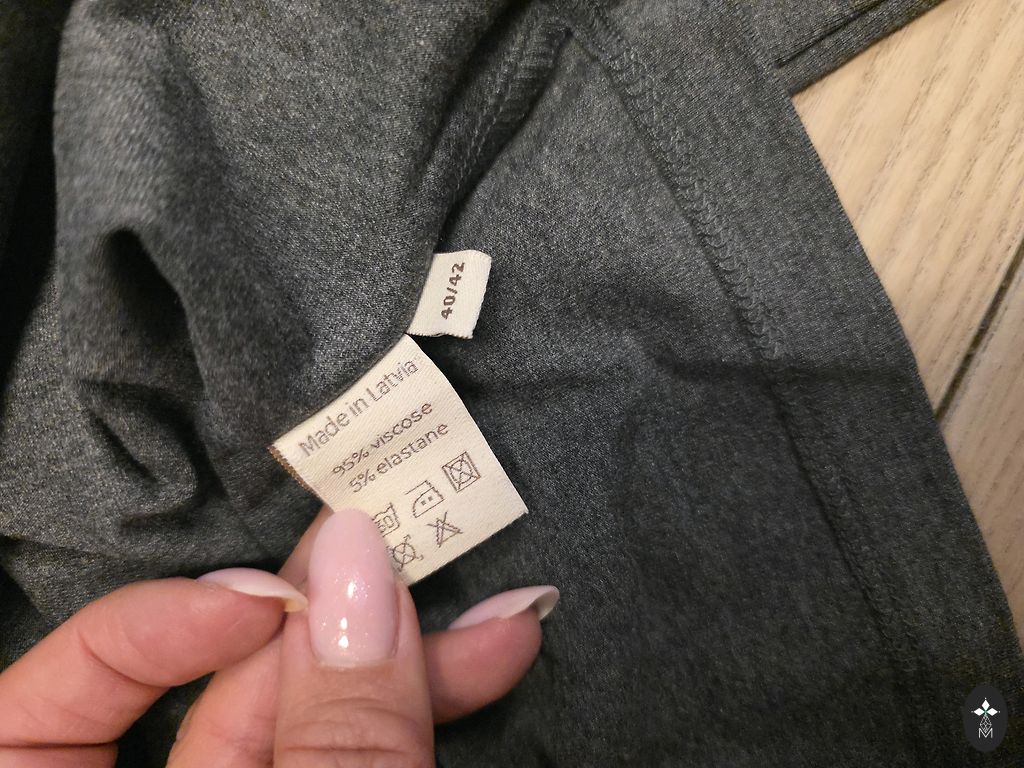 40/42
Made in Latvia
95% viscose
5% elastane